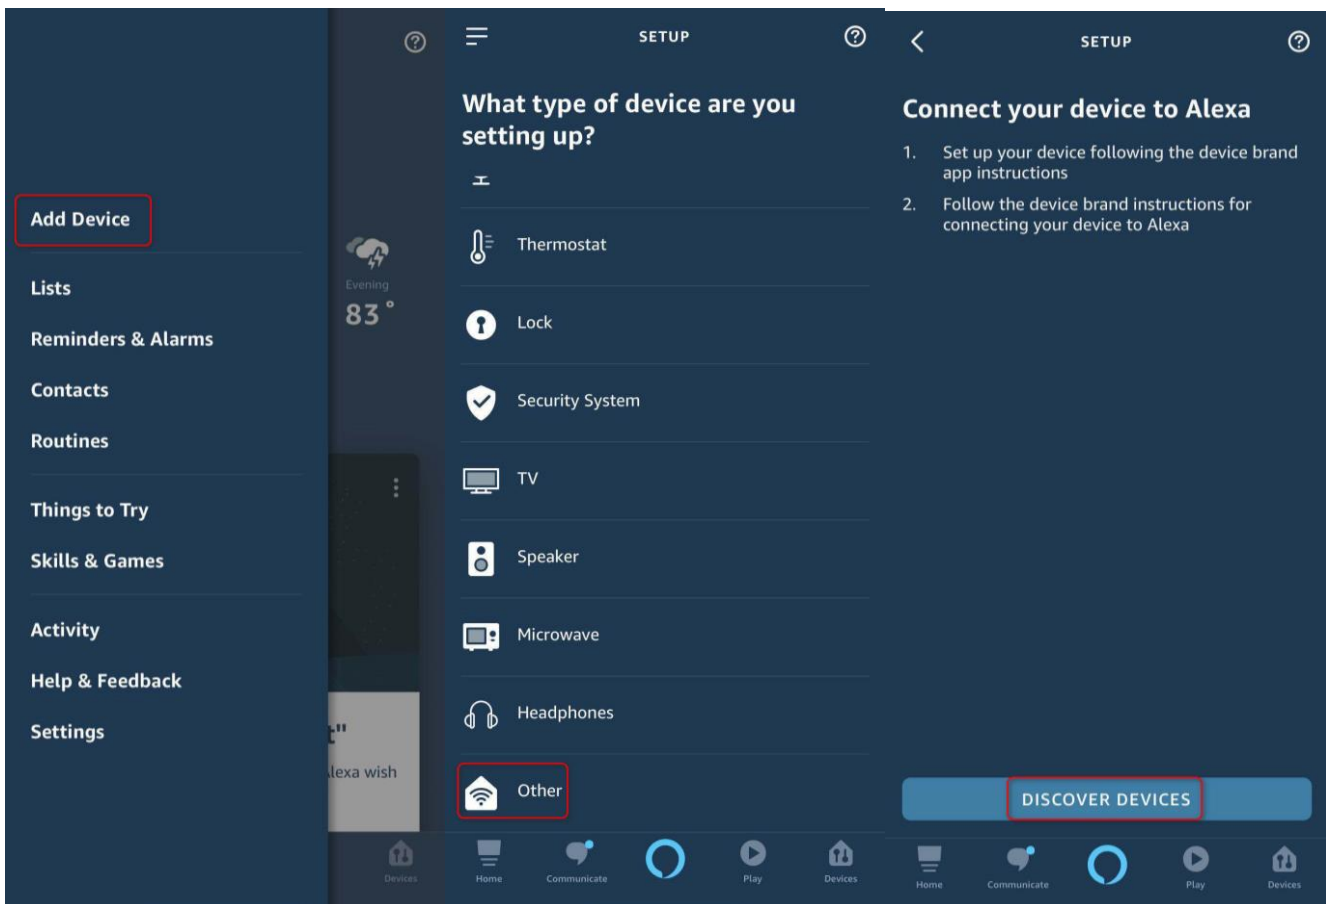 Add Device
Lists
Reminders & Alarms
Contacts
Routines
Things to Try
Skills & Games
Activity
Help & Feedback
Settings
Evening
83°
t"
Alexa wish
Devices
SETUP
What type of device are you
setting up?
Thermostat
Lock
Security System
TV
Speaker
Microwave
Headphones
Other
Home
Communicate
Play
Devices
SETUP
Connect your device to Alexa
1. Set up your device following the device brand
app instructions
2. Follow the device brand instructions for
connecting your device to Alexa
DISCOVER DEVICES
Home
Communicate
Play
Devices